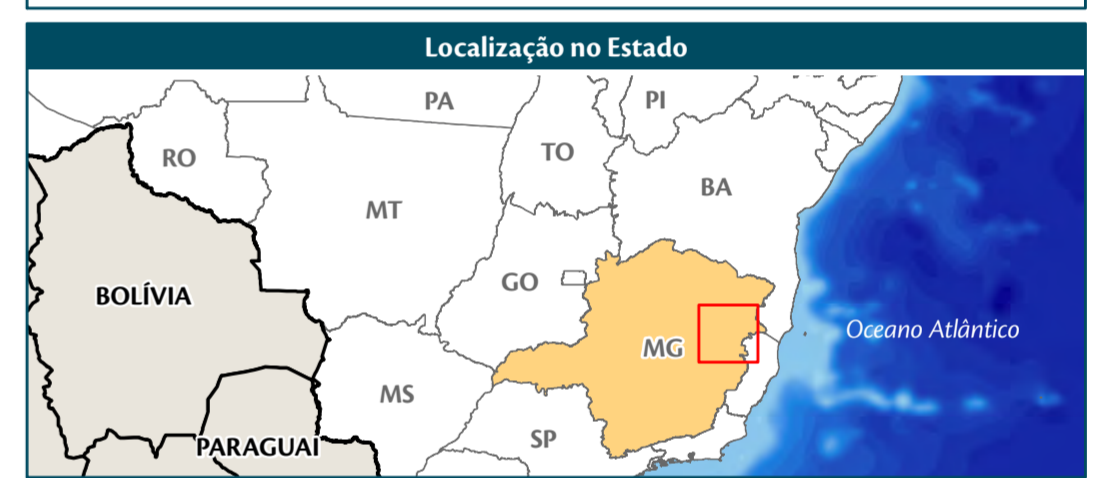 Localização no Estado
PA
PI
RO
TO
BA
MT
GO
BOLÍVIA
Oceano Atlântico
MG
MS
SP
PARAGUAI